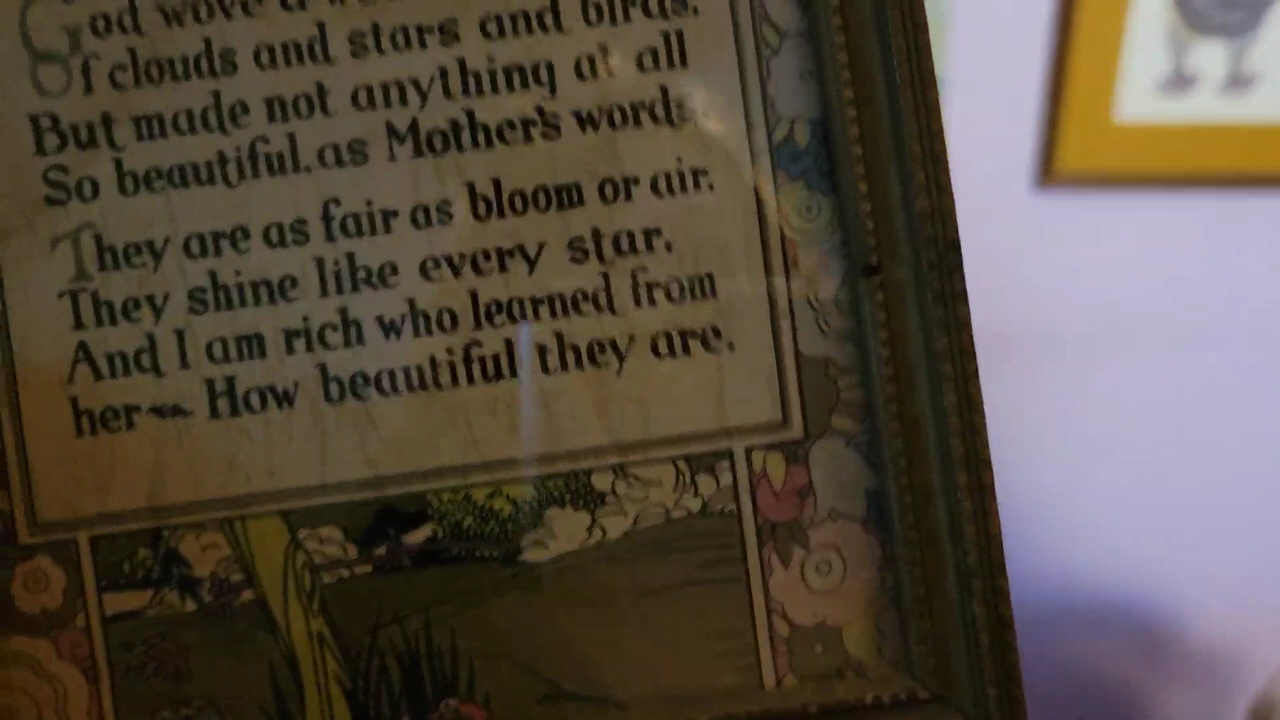 God wove a
Of clouds and stars and birds.
But made not anything at all
So beautiful. as Mother's words
They are as fair as bloom or air.
They shine like every star.
And I am rich who learned from
her~ How beautiful they are.